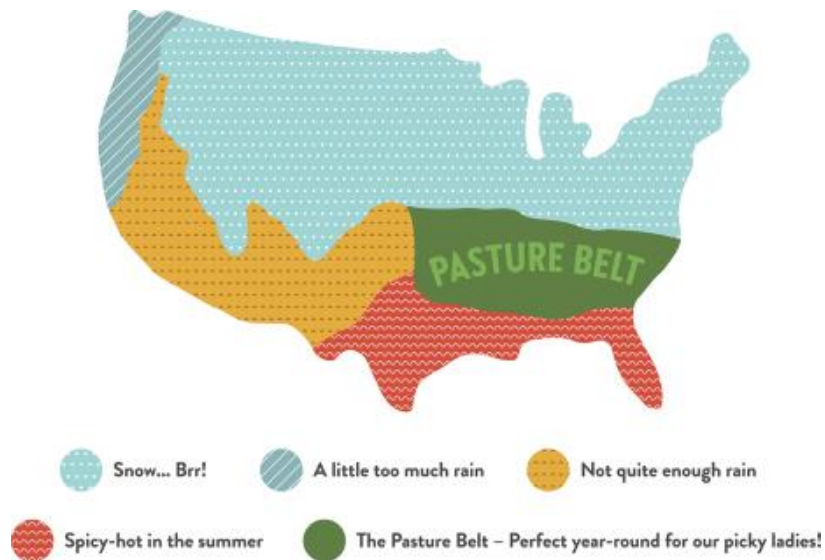 PASTURE BELT
Snow... Brr!
A little too much rain
Not quite enough rain
Spicy-hot in the summer
The Pasture Belt – Perfect year-round for our picky ladies!